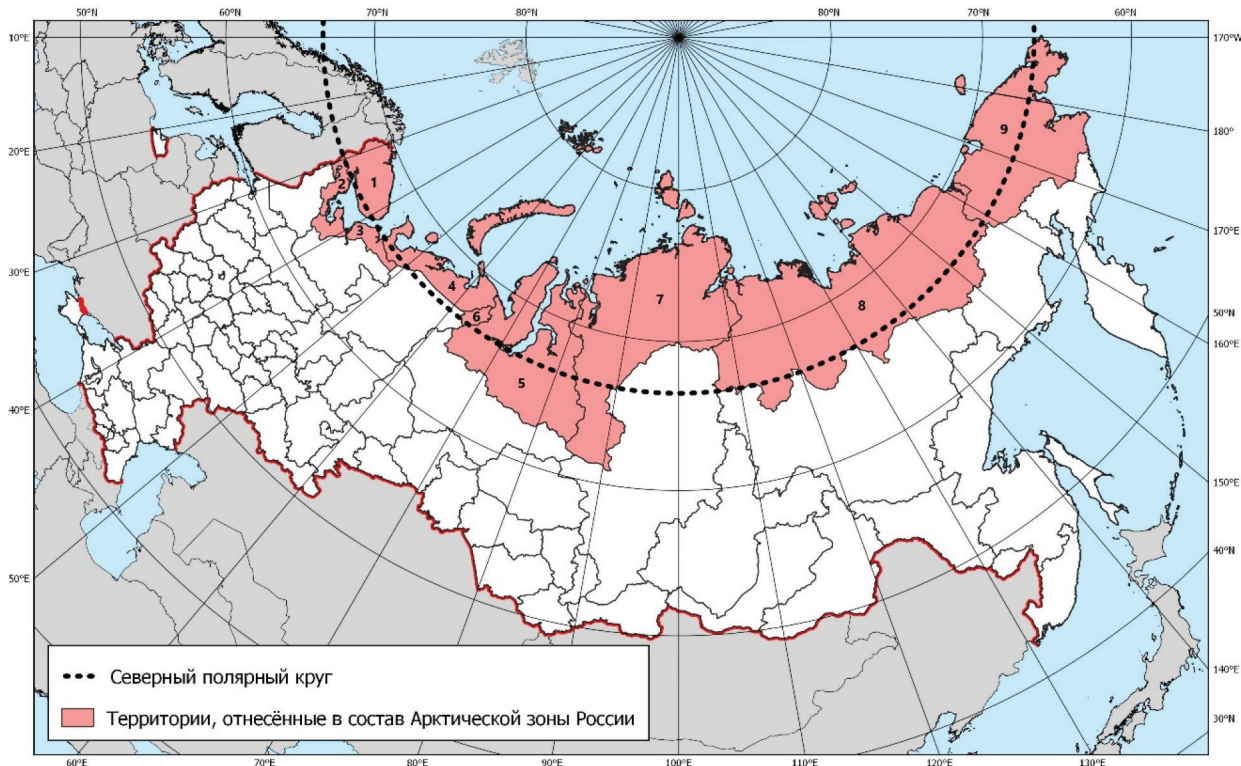 50°N 60°N 70°N 80°N 80°N 70°N 60°N
10°E 170°W
20°E 180°
30°E 170°E
50°N
160°E
40°E
150°E
40°N
50°E
140°E
30°N
60°E 70°E 80°E 90°E 100°E 110°E 120°E 130°E
1
2
3
4
5
6
7
8
9
Северный полярный круг
Территории, отнесённые в состав Арктической зоны России